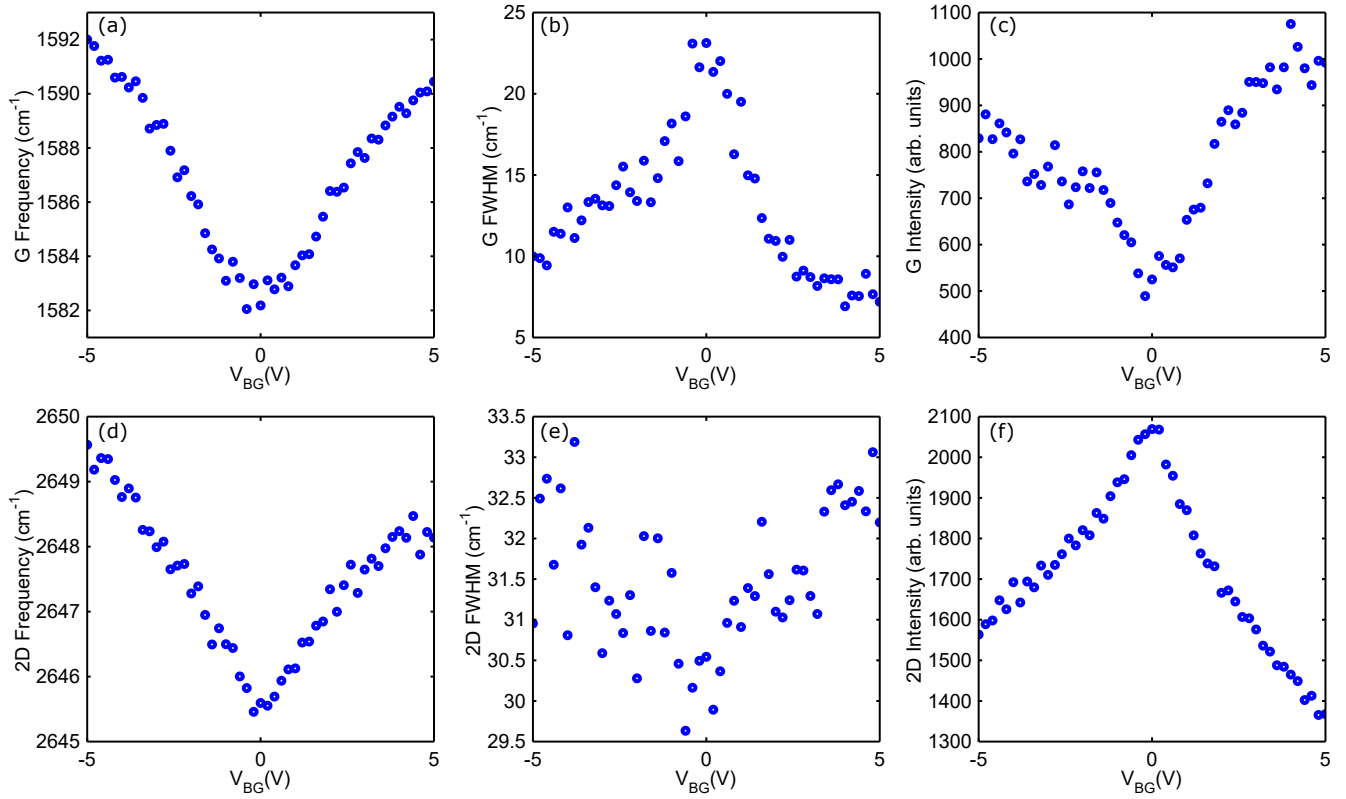 (a)
1592
1590
1588
1586
1584
1582
G Frequency (cm⁻¹)
-5 0 5
V_BG(V)
(b)
25
20
15
10
5
G FWHM (cm⁻¹)
-5 0 5
V_BG(V)
(c)
1100
1000
900
800
700
600
500
400
G Intensity (arb. units)
-5 0 5
V_BG(V)
(d)
2650
2649
2648
2647
2646
2645
2D Frequency (cm⁻¹)
-5 0 5
V_BG(V)
(e)
33.5
33
32.5
32
31.5
31
30.5
30
29.5
2D FWHM (cm⁻¹)
-5 0 5
V_BG(V)
(f)
2100
2000
1900
1800
1700
1600
1500
1400
1300
2D Intensity (arb. units)
-5 0 5
V_BG(V)